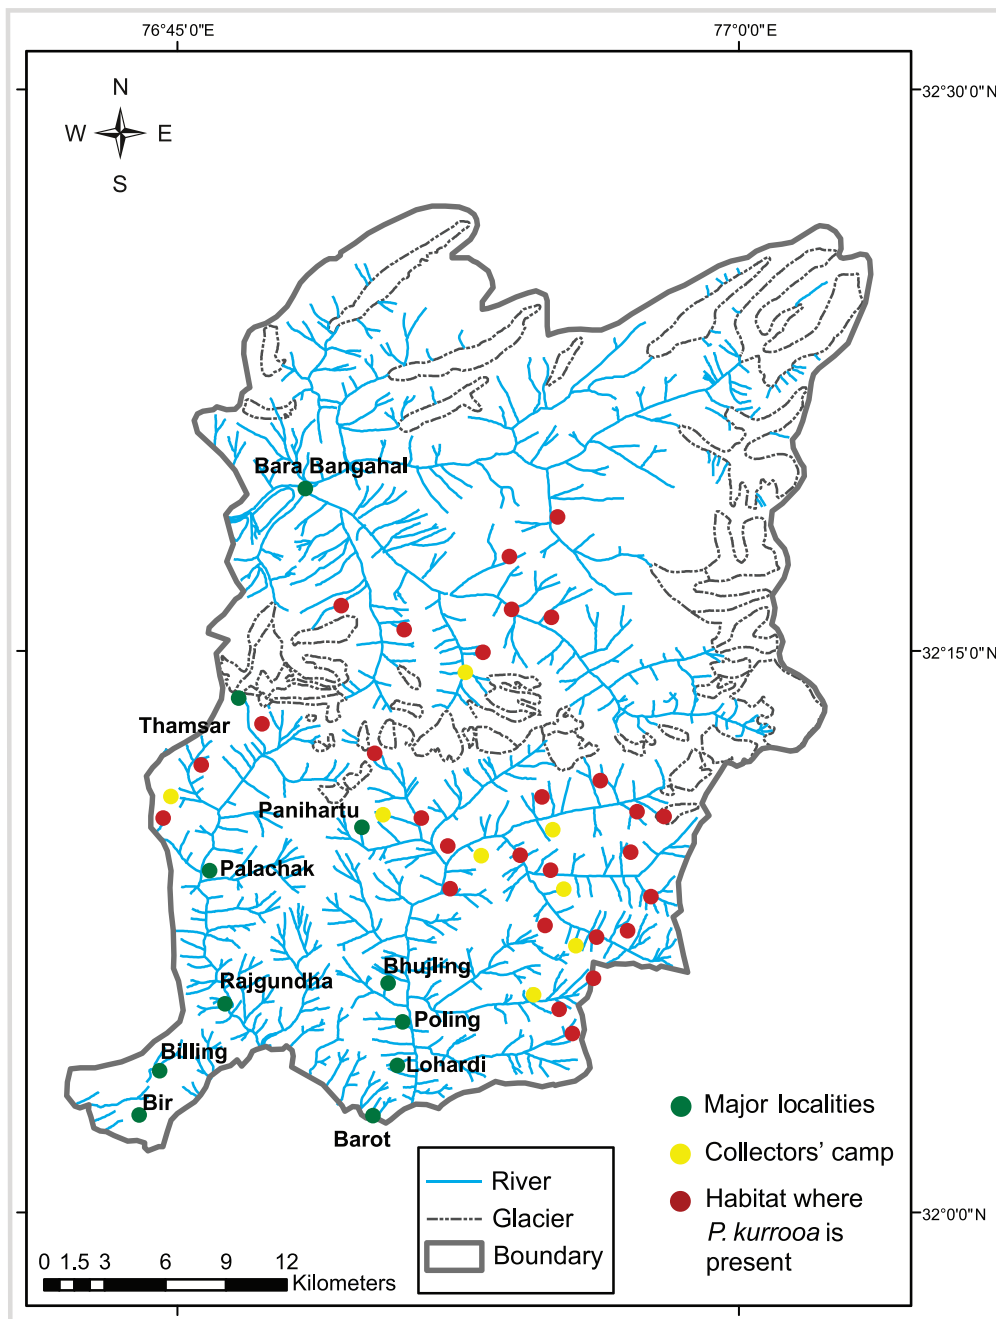 76°45'0"E
77°0'0"E
32°30'0"N
N
W
E
S
Bara Bangahal
32°15'0"N
Thamsar
Panihartu
Palachak
Rajgundha
Bhujling
Poling
Billing
Lohardi
Bir
Barot
Major localities
Collectors' camp
Habitat where
P. kurrooa is
present
River
Glacier
Boundary
32°0'0"N
0 1.5 3 6 9 12
Kilometers